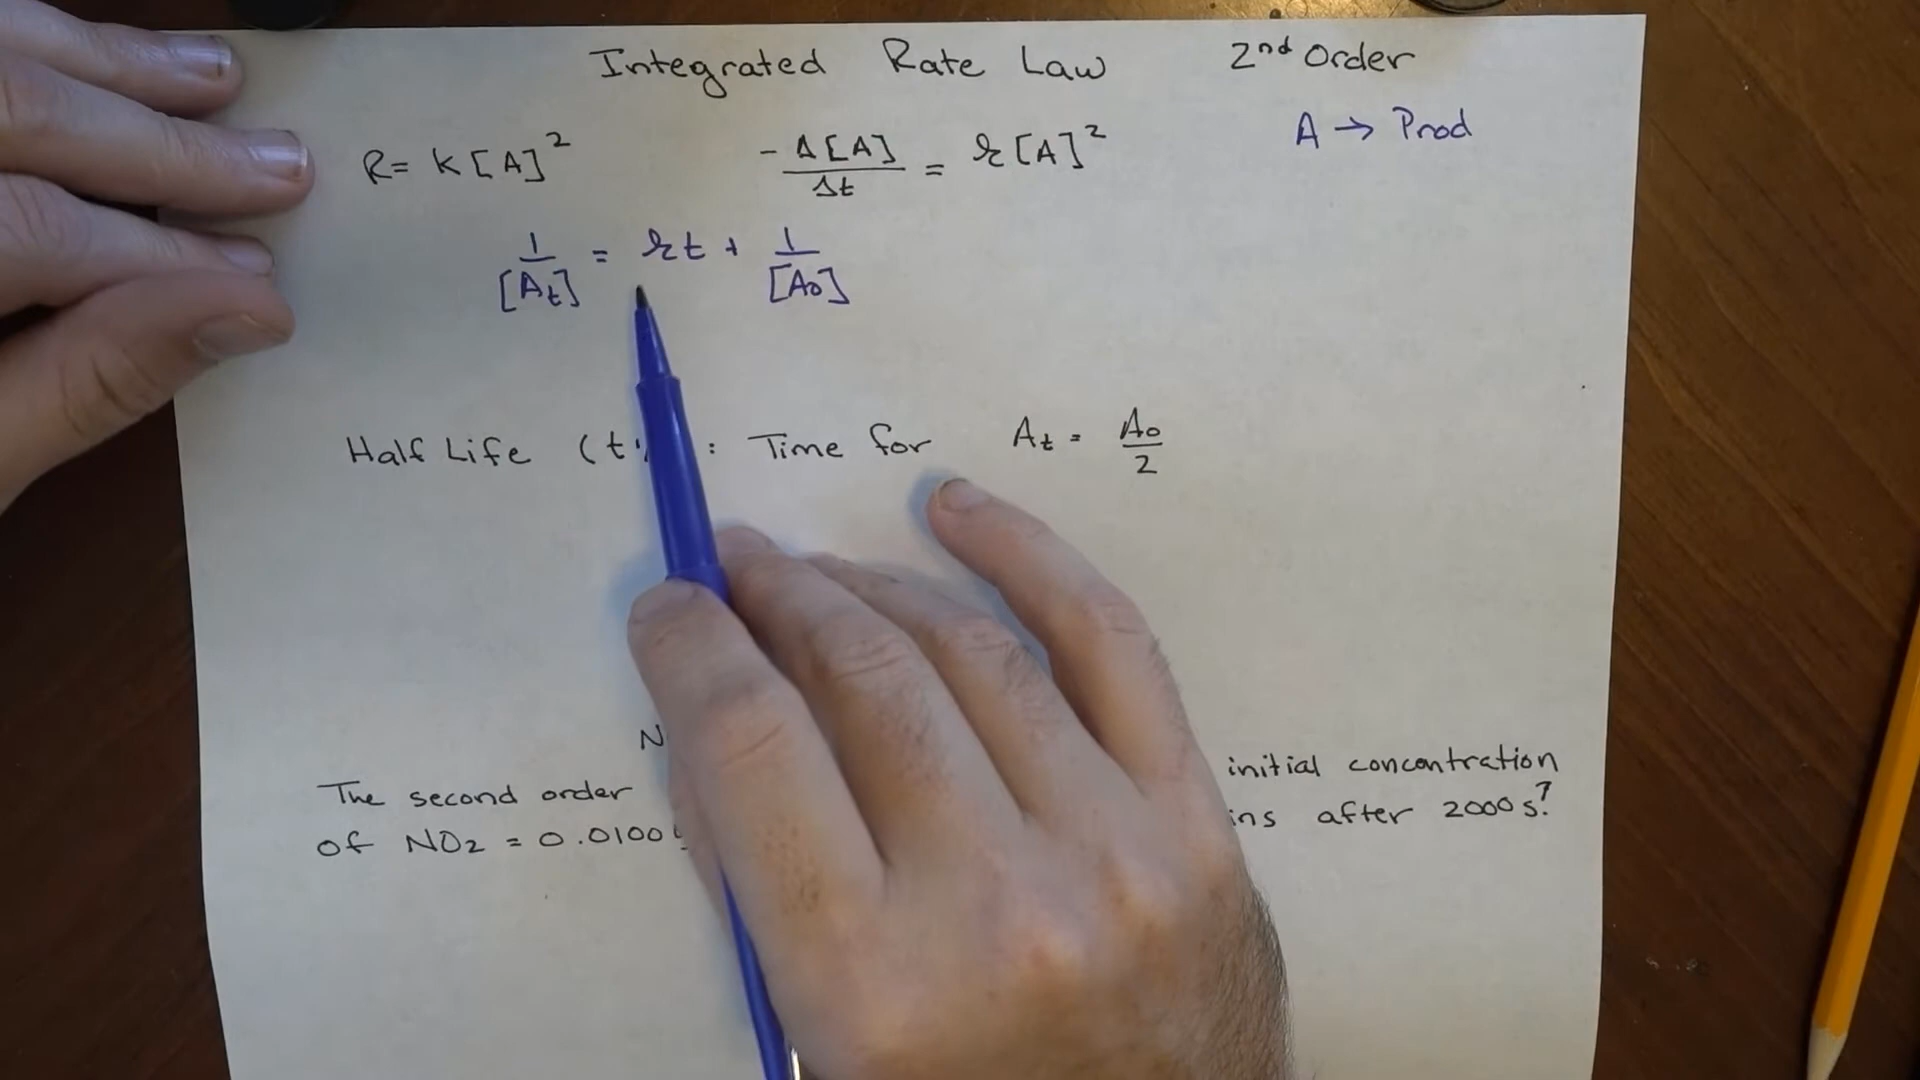 Integrated Rate Law 2nd Order
A → Prod
R = k[A]² -Δ[A]/Δt = k[A]²
1/[At] = kt + 1/[A0]
Half Life (t : Time for At = A0/2
The second order initial concentration
of NO2 = 0.0100 after 2000 s?